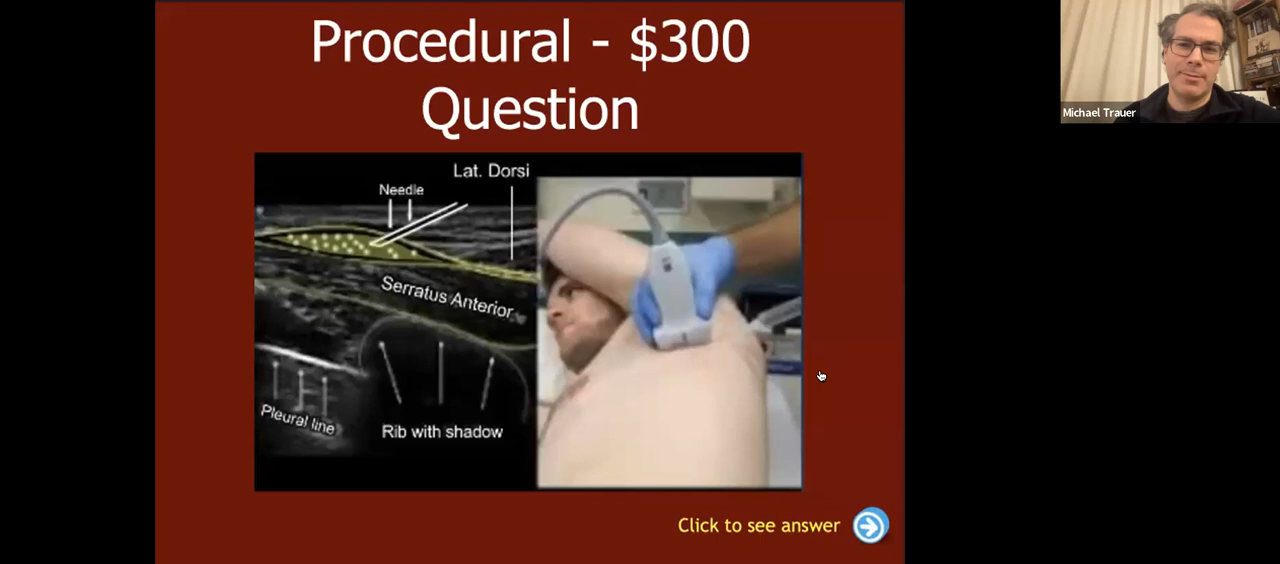 Procedural - $300
Question
Lat. Dorsi
Needle
Serratus Anterior
Pleural line
Rib with shadow
Click to see answer
Michael Trauer